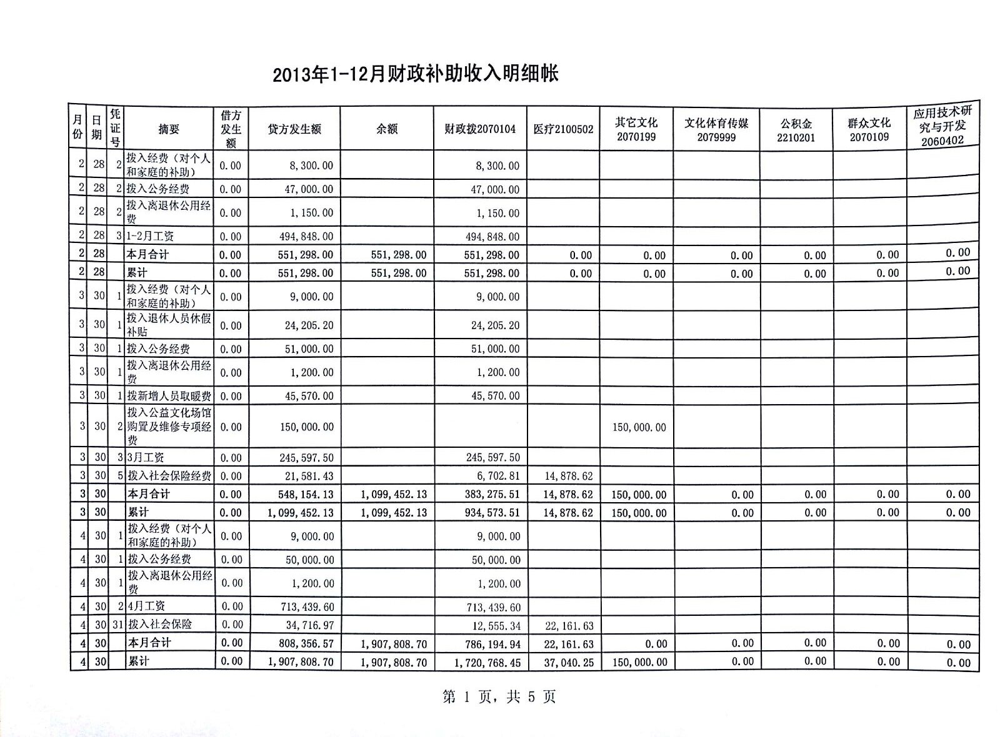 2013年1-12月财政补助收入明细帐
月份 日期 凭证号 摘要 借方发生额 贷方发生额 余额 财政拨2070104 医疗2100502 其它文化2070199 文化体育传媒2079999 公积金2210201 群众文化2070109 应用技术研究与开发2060402
2 28 2 拨入经费（对个人和家庭的补助） 0.00 8,300.00 8,300.00
2 28 2 拨入公务经费 0.00 47,000.00 47,000.00
2 28 2 拨入离退休公用经费 0.00 1,150.00 1,150.00
2 28 3 1-2月工资 0.00 494,848.00 494,848.00
2 28 本月合计 0.00 551,298.00 551,298.00 551,298.00 0.00 0.00 0.00 0.00 0.00 0.00
2 28 累计 0.00 551,298.00 551,298.00 551,298.00 0.00 0.00 0.00 0.00 0.00 0.00
3 30 1 拨入经费（对个人和家庭的补助） 0.00 9,000.00 9,000.00
3 30 1 拨入退休人员休假补贴 0.00 24,205.20 24,205.20
3 30 1 拨入公务经费 0.00 51,000.00 51,000.00
3 30 1 拨入离退休公用经费 0.00 1,200.00 1,200.00
3 30 1 拨新增人员取暖费 0.00 45,570.00 45,570.00
3 30 2 拨入公益文化场馆购置及维修专项经费 0.00 150,000.00 150,000.00
3 30 3 3月工资 0.00 245,597.50 245,597.50
3 30 5 拨入社会保险经费 0.00 21,581.43 6,702.81 14,878.62
3 30 本月合计 0.00 548,154.13 1,099,452.13 383,275.51 14,878.62 150,000.00 0.00 0.00 0.00 0.00
3 30 累计 0.00 1,099,452.13 1,099,452.13 934,573.51 14,878.62 150,000.00 0.00 0.00 0.00 0.00
4 30 1 拨入经费（对个人和家庭的补助） 0.00 9,000.00 9,000.00
4 30 1 拨入公务经费 0.00 50,000.00 50,000.00
4 30 1 拨入离退休公用经费 0.00 1,200.00 1,200.00
4 30 2 4月工资 0.00 713,439.60 713,439.60
4 30 31 拨入社会保险 0.00 34,716.97 12,555.34 22,161.63
4 30 本月合计 0.00 808,356.57 1,907,808.70 786,194.94 22,161.63 0.00 0.00 0.00 0.00 0.00
4 30 累计 0.00 1,907,808.70 1,907,808.70 1,720,768.45 37,040.25 150,000.00 0.00 0.00 0.00 0.00
第 1 页，共 5 页